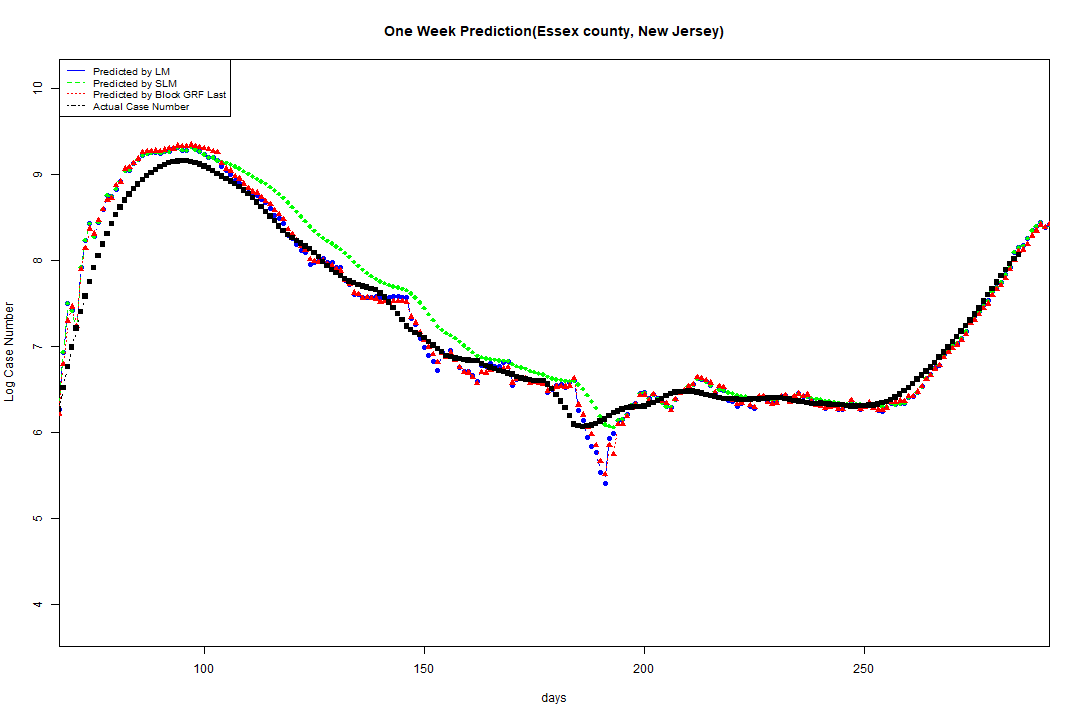 One Week Prediction(Essex county, New Jersey)
Predicted by LM
Predicted by SLM
Predicted by Block GRF Last
Actual Case Number
10
9
8
7
6
5
4
Log Case Number
100
150
200
250
days